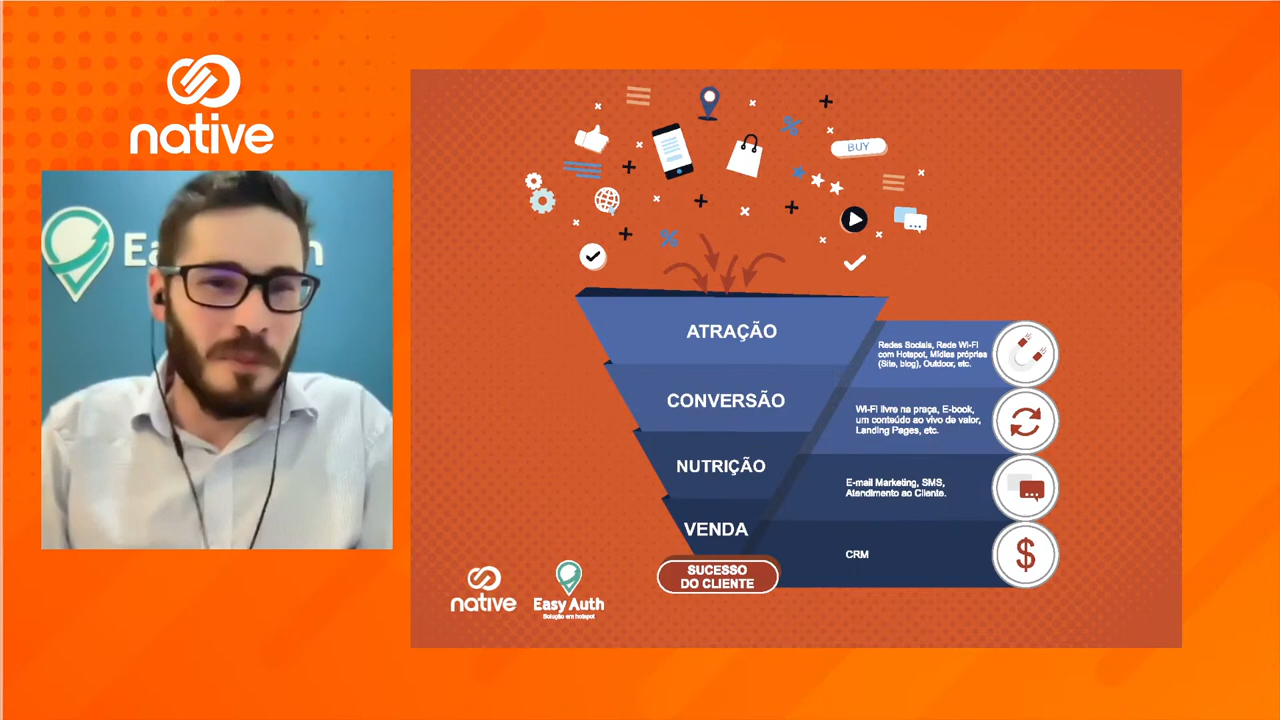 native
Easy Auth
BUY
ATRAÇÃO
Redes Sociais, Rede Wi-Fi
com Hotspot, Mídias próprias
(Site, blog), Outdoor, etc.
CONVERSÃO
Wi-Fi livre na praça, E-book,
um conteúdo ao vivo de valor,
Landing Pages, etc.
NUTRIÇÃO
E-mail Marketing, SMS,
Atendimento ao Cliente.
VENDA
CRM
$
SUCESSO
DO CLIENTE
native
Easy Auth
Solução em hotspot